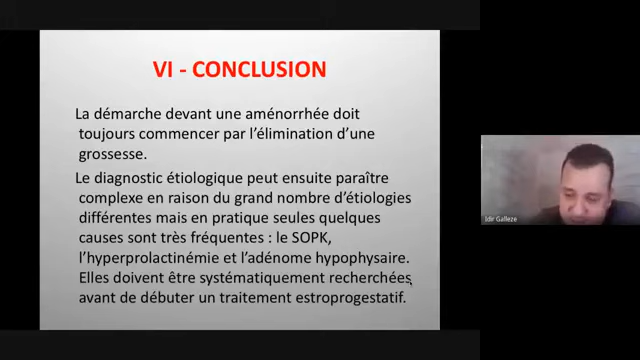 VI - CONCLUSION
La démarche devant une aménorrhée doit
toujours commencer par l'élimination d'une
grossesse.
Le diagnostic étiologique peut ensuite paraître
complexe en raison du grand nombre d'étiologies
différentes mais en pratique seules quelques
causes sont très fréquentes : le SOPK,
l'hyperprolactinémie et l'adénome hypophysaire.
Elles doivent être systématiquement recherchées
avant de débuter un traitement estroprogestatif.
Idir Galleze